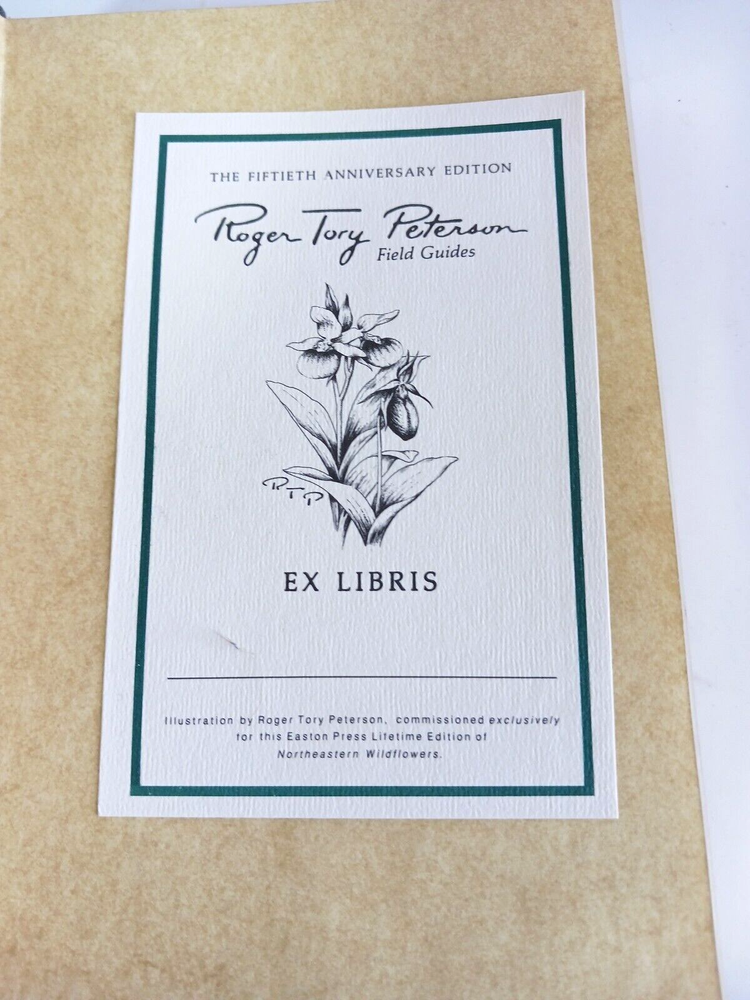 THE FIFTIETH ANNIVERSARY EDITION
Roger Tory Peterson
Field Guides
RTP
EX LIBRIS
Illustration by Roger Tory Peterson, commissioned exclusively
for this Easton Press Lifetime Edition of
Northeastern Wildflowers.